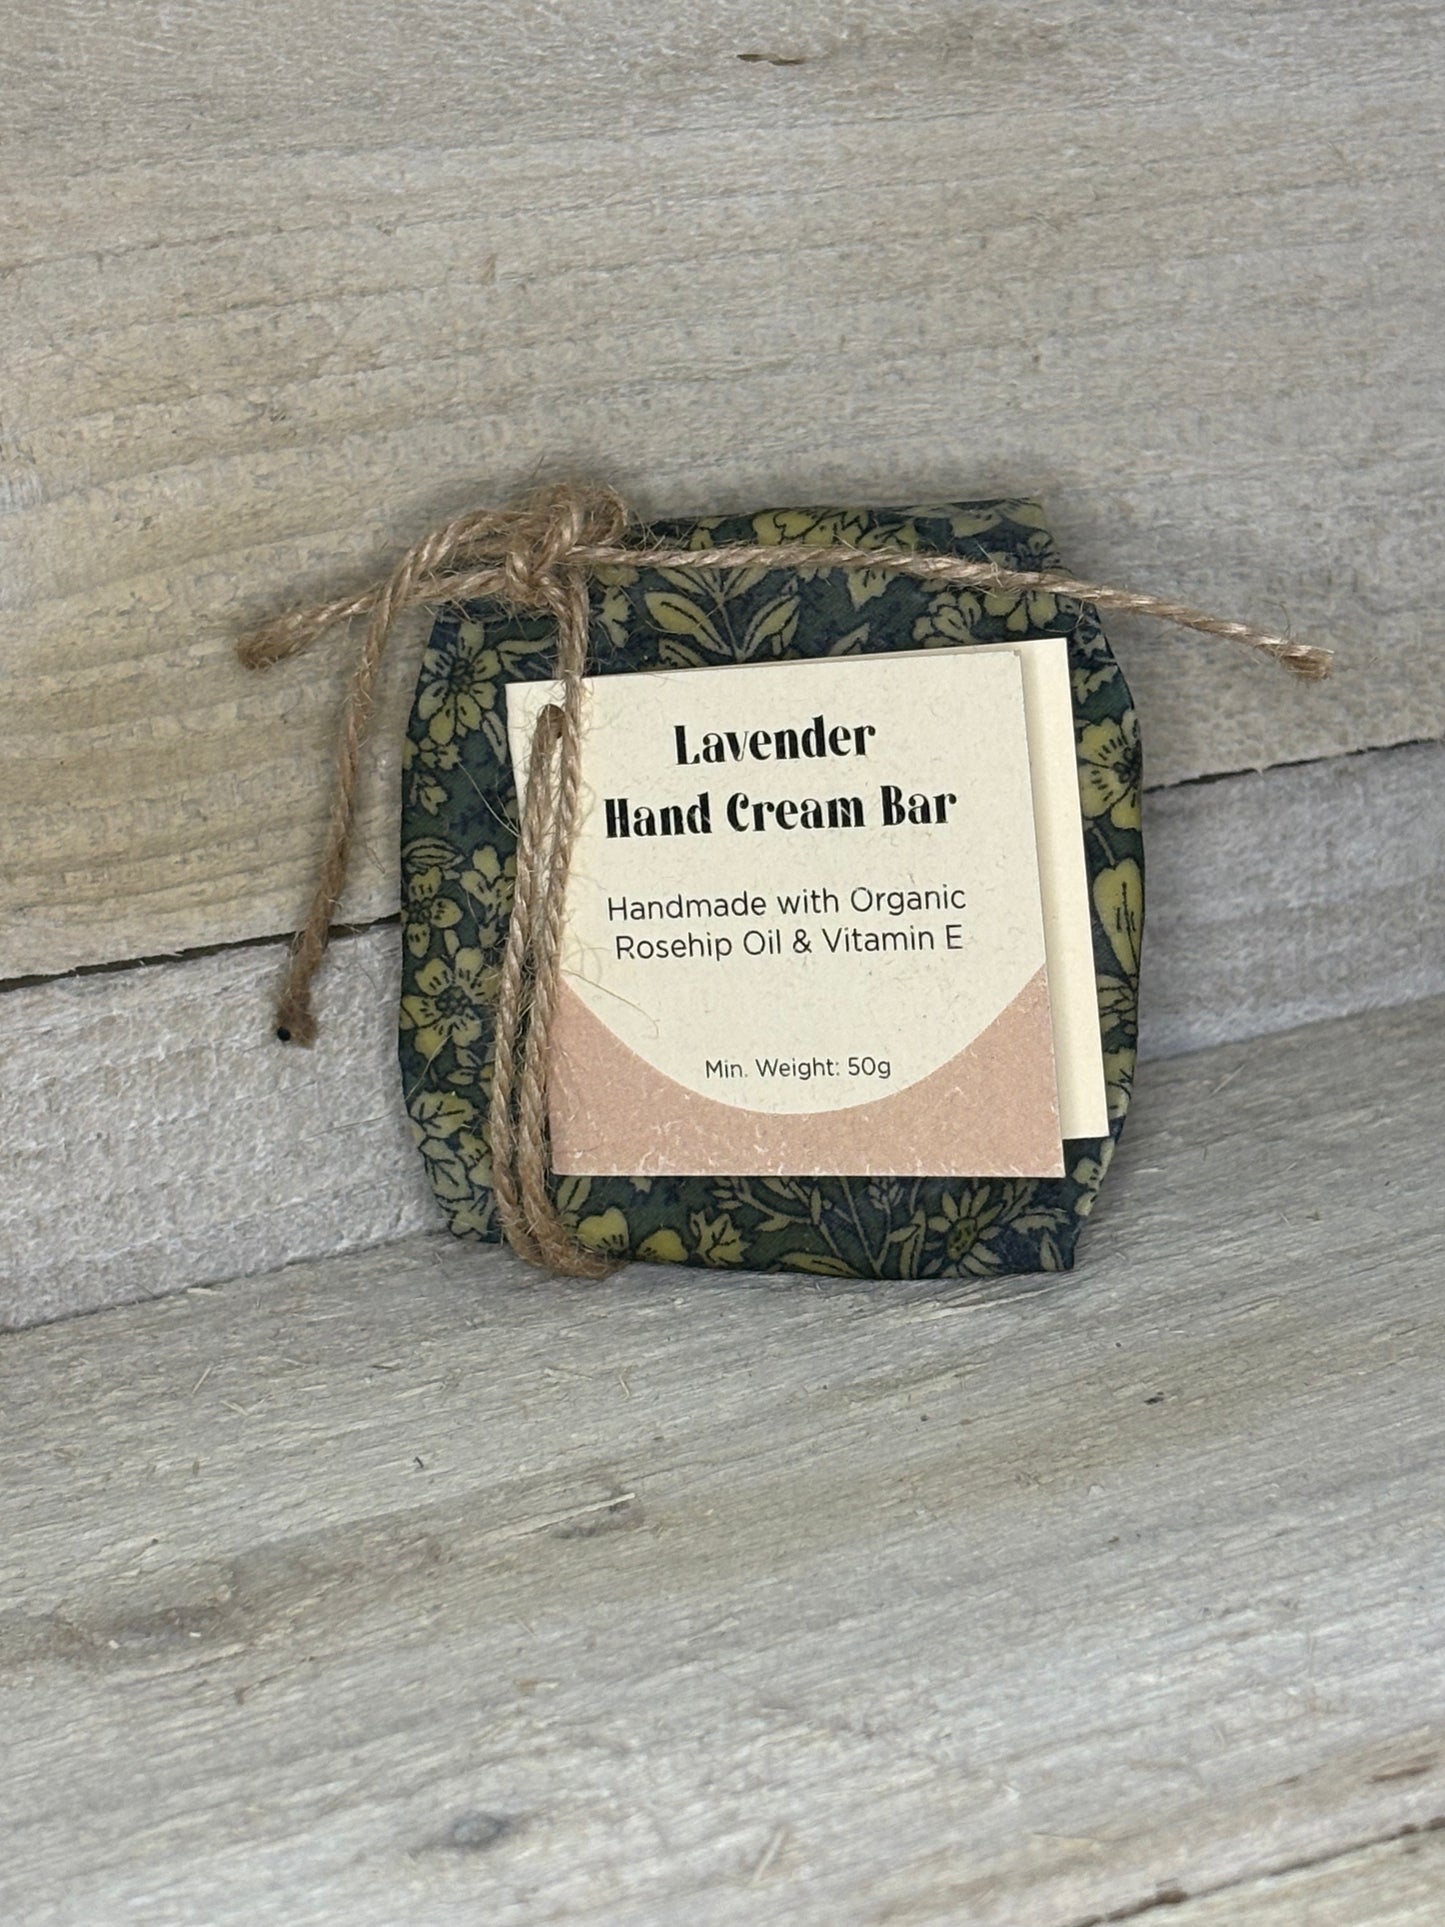 Lavender
Hand Cream Bar
Handmade with Organic
Rosehip Oil & Vitamin E
Min. Weight: 50g